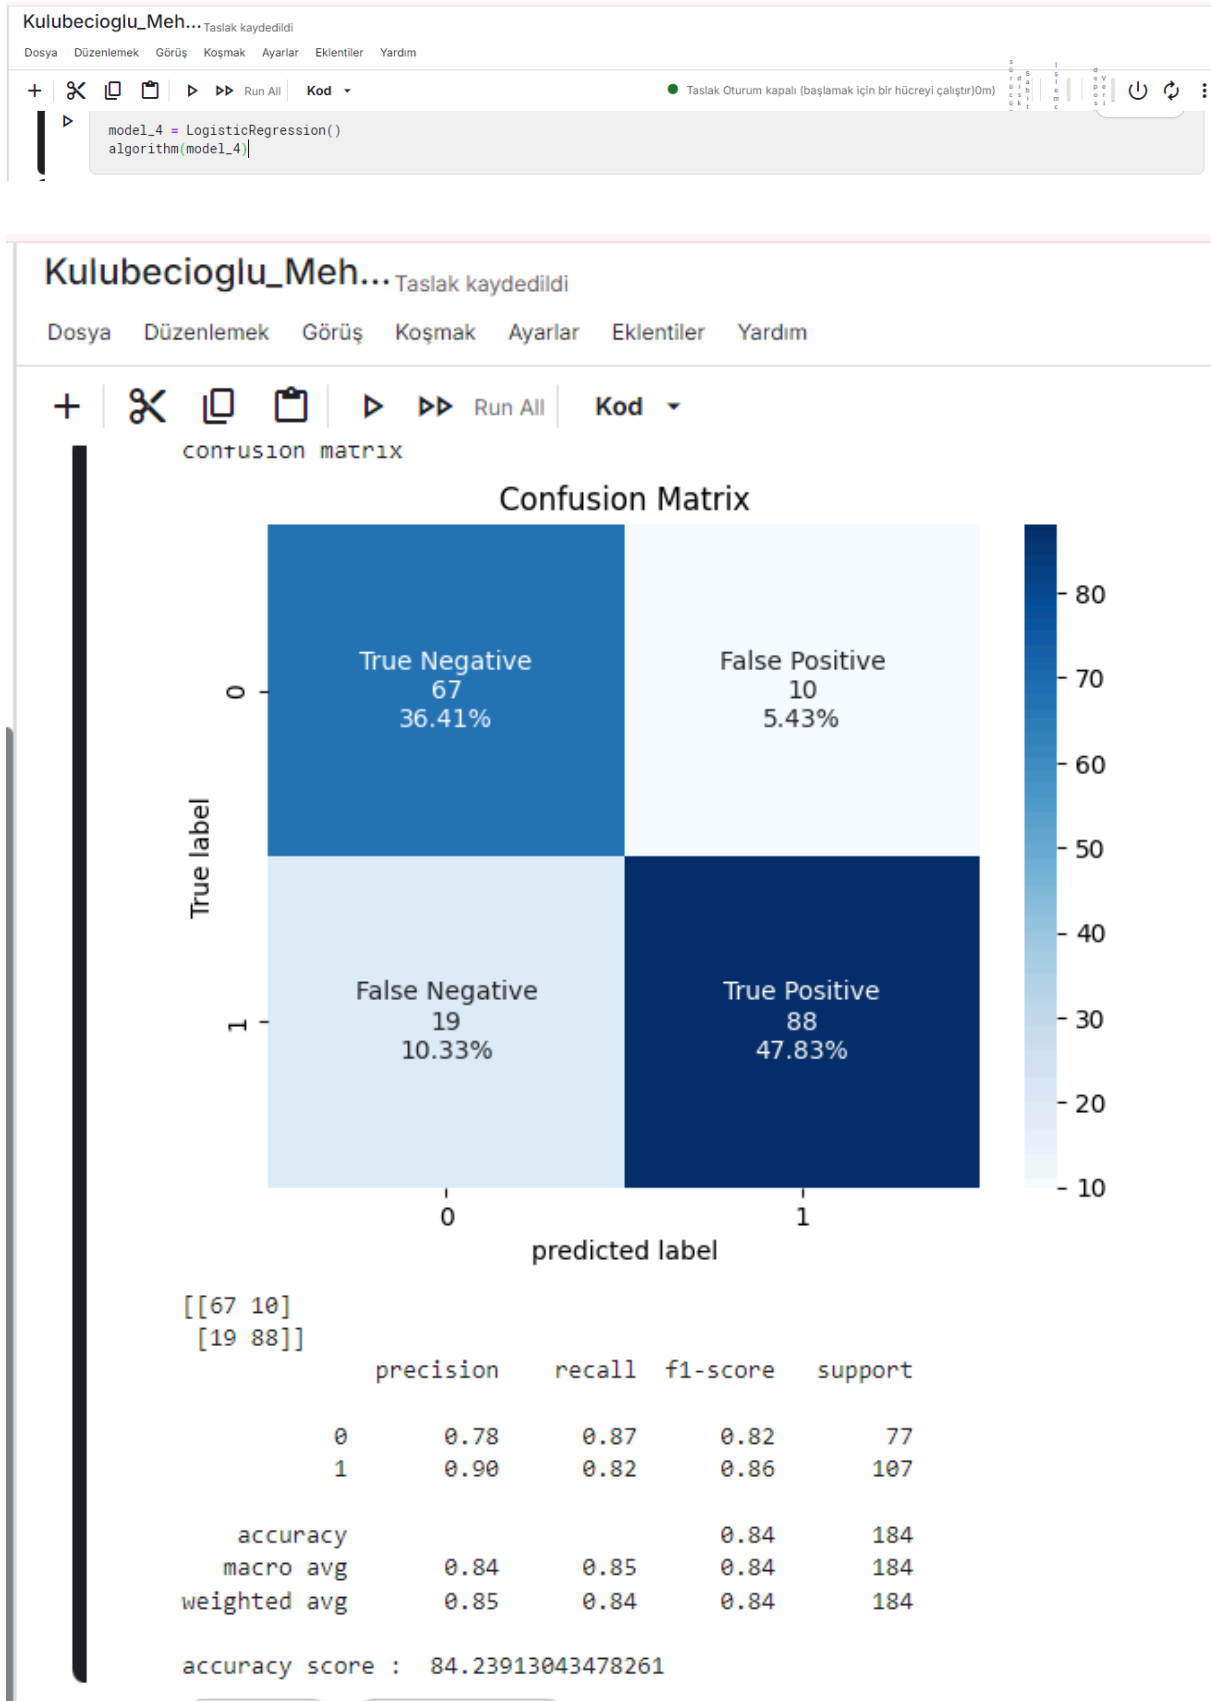 Kulubecioglu_Meh... Taslak kaydedildi
Dosya Düzenlemek Görüş Koşmak Ayarlar Eklentiler Yardım
Run All Kod Taslak Oturum kapalı (başlamak için bir hücreyi çalıştır)0m)
model_4 = LogisticRegression()
algorithm(model_4)
Kulubecioglu_Meh... Taslak kaydedildi
Dosya Düzenlemek Görüş Koşmak Ayarlar Eklentiler Yardım
Run All Kod
confusion matrix
Confusion Matrix
True Negative
67
36.41%
False Positive
10
5.43%
False Negative
19
10.33%
True Positive
88
47.83%
0
1
True label
0 1
predicted label
80
70
60
50
40
30
20
10
[[67 10]
[19 88]]
precision recall f1-score support
0 0.78 0.87 0.82 77
1 0.90 0.82 0.86 107
accuracy 0.84 184
macro avg 0.84 0.85 0.84 184
weighted avg 0.85 0.84 0.84 184
accuracy score : 84.23913043478261